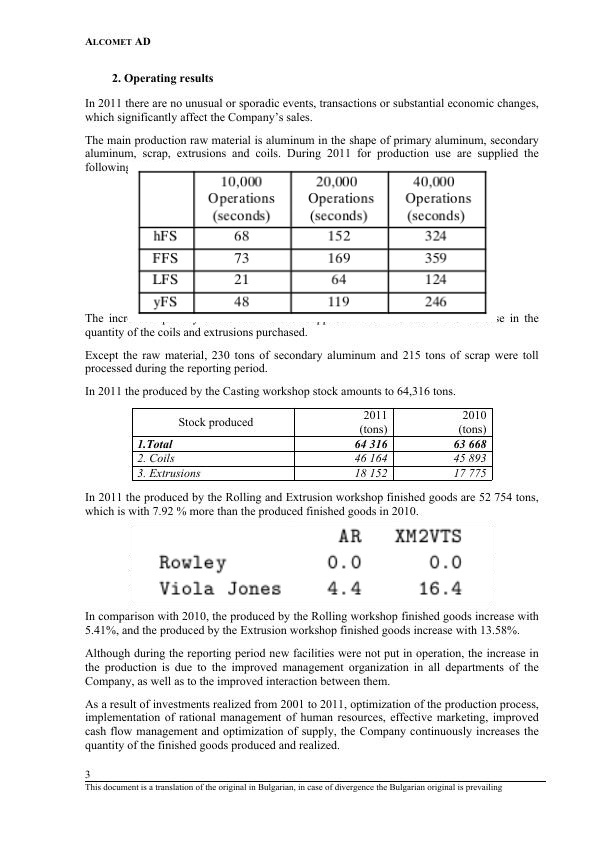 ALCOMET AD
2. Operating results
In 2011 there are no unusual or sporadic events, transactions or substantial economic changes,
which significantly affect the Company's sales.
The main production raw material is aluminum in the shape of primary aluminum, secondary
aluminum, scrap, extrusions and coils. During 2011 for production use are supplied the
following
10,000 Operations (seconds) 20,000 Operations (seconds) 40,000 Operations (seconds)
hFS 68 152 324
FFS 73 169 359
LFS 21 64 124
yFS 48 119 246
The in the
quantity of the coils and extrusions purchased.
Except the raw material, 230 tons of secondary aluminum and 215 tons of scrap were toll
processed during the reporting period.
In 2011 the produced by the Casting workshop stock amounts to 64,316 tons.
Stock produced 2011 (tons) 2010 (tons)
1.Total 64 316 63 668
2. Coils 46 164 45 893
3. Extrusions 18 152 17 775
In 2011 the produced by the Rolling and Extrusion workshop finished goods are 52 754 tons,
which is with 7.92 % more than the produced finished goods in 2010.
AR XM2VTS
Rowley 0.0 0.0
Viola Jones 4.4 16.4
In comparison with 2010, the produced by the Rolling workshop finished goods increase with
5.41%, and the produced by the Extrusion workshop finished goods increase with 13.58%.
Although during the reporting period new facilities were not put in operation, the increase in
the production is due to the improved management organization in all departments of the
Company, as well as to the improved interaction between them.
As a result of investments realized from 2001 to 2011, optimization of the production process,
implementation of rational management of human resources, effective marketing, improved
cash flow management and optimization of supply, the Company continuously increases the
quantity of the finished goods produced and realized.
3
This document is a translation of the original in Bulgarian, in case of divergence the Bulgarian original is prevailing